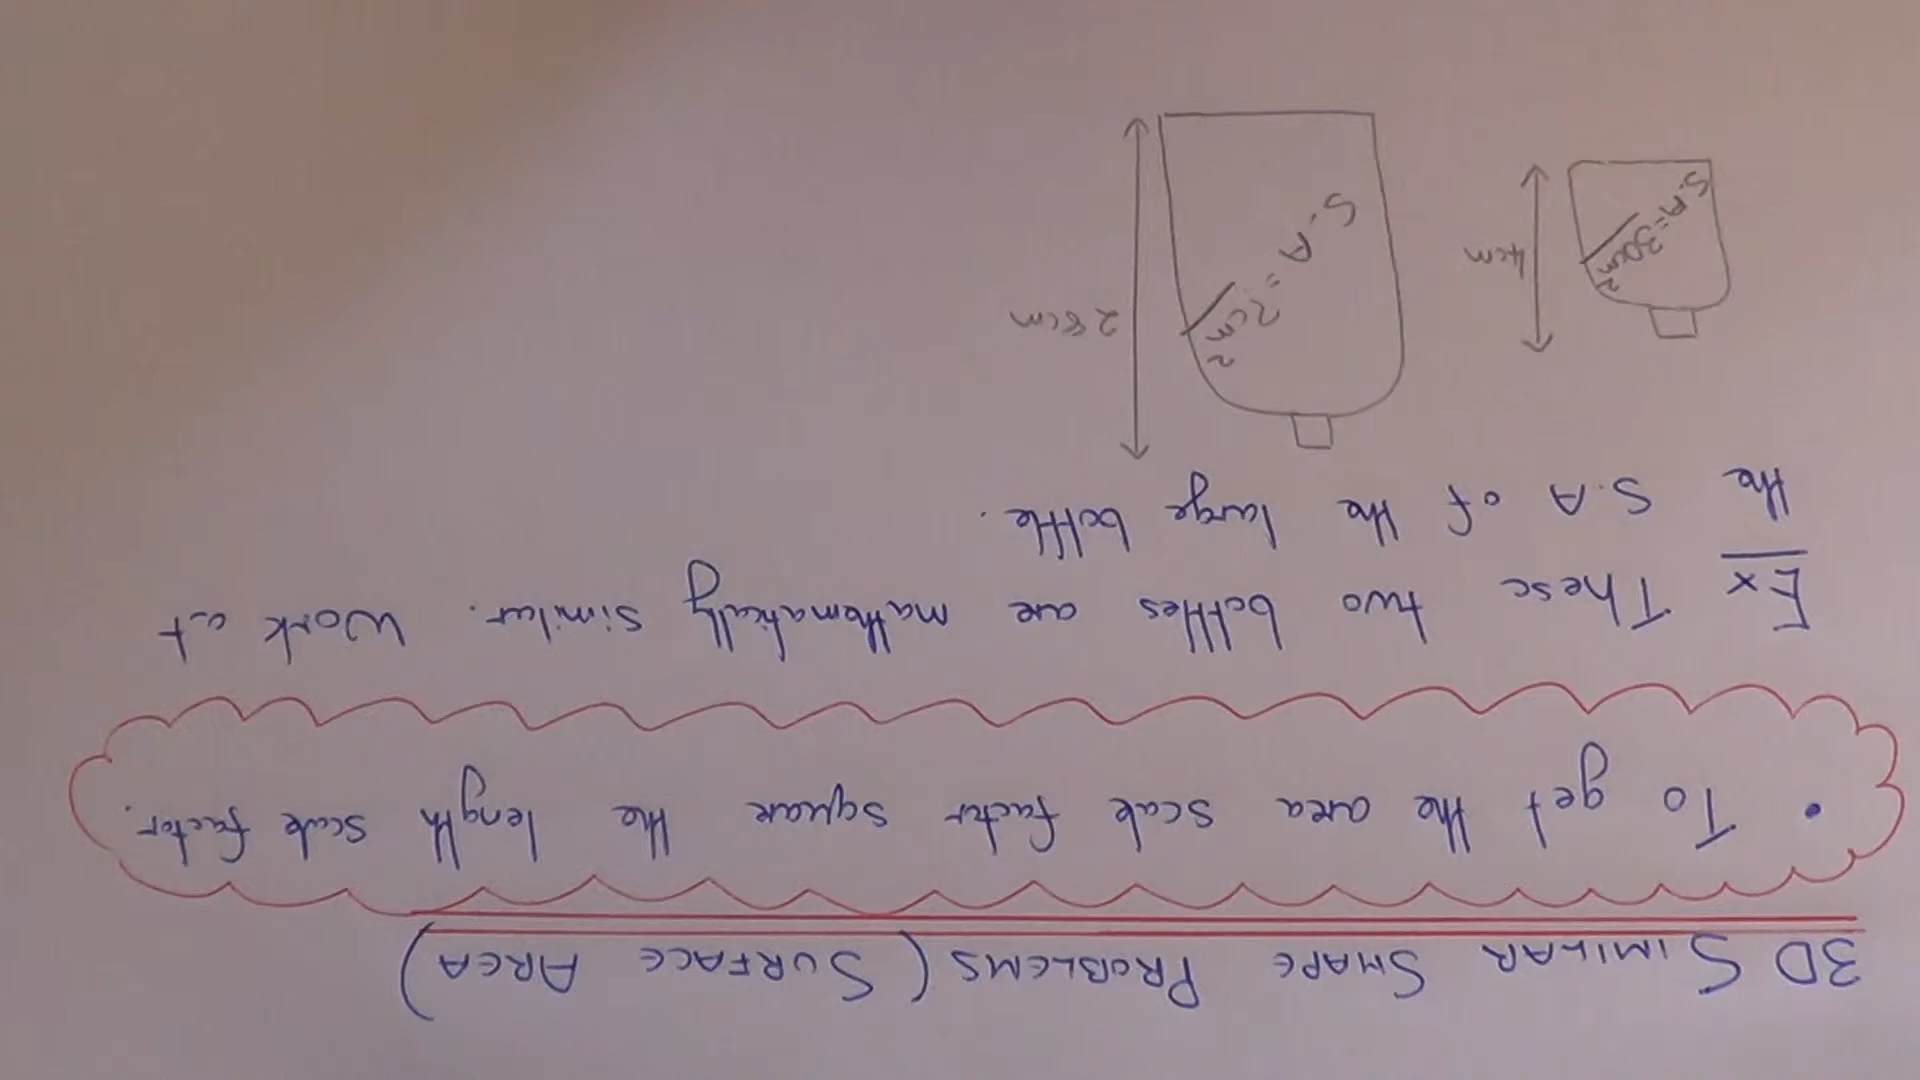 3D SIMILAR SHAPE PROBLEMS (SURFACE AREA)
• To get the area scale factor square the length scale factor.
Ex These two bottles are mathematically similar. Work out
the S.A of the large bottle.
4cm
S.A=30cm²
28cm
S.A=?cm²